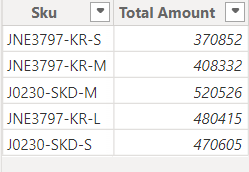 Sku Total Amount
JNE3797-KR-S 370852
JNE3797-KR-M 408332
J0230-SKD-M 520526
JNE3797-KR-L 480415
J0230-SKD-S 470605